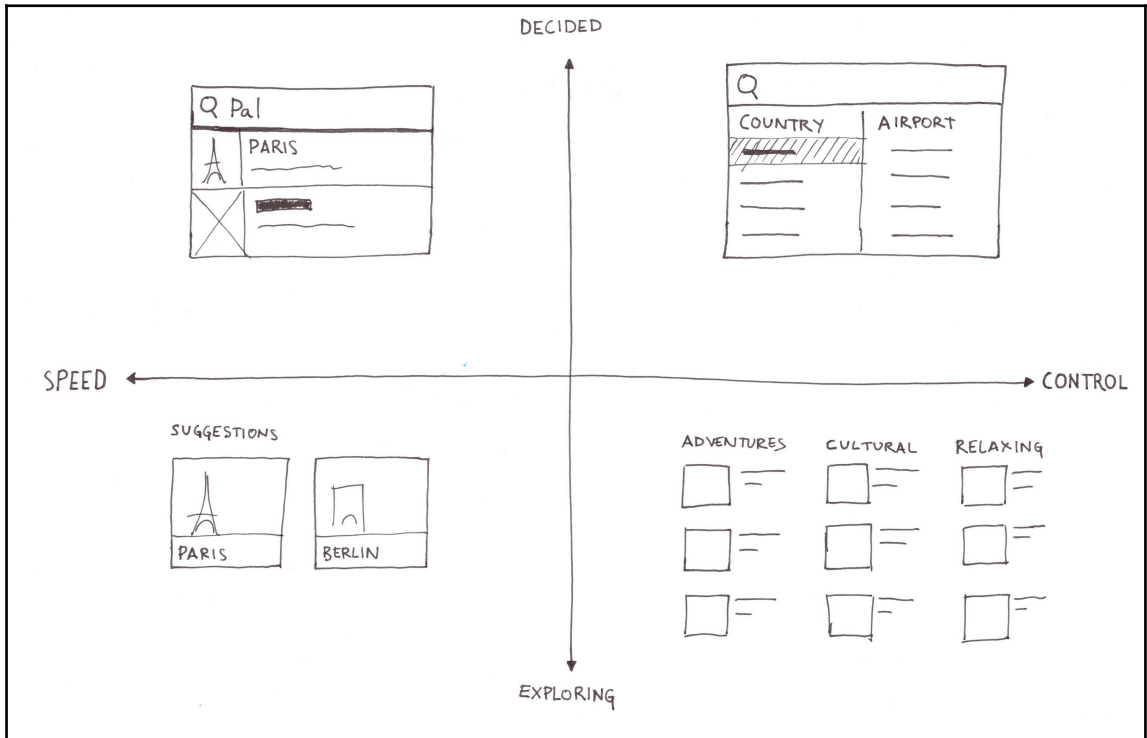 DECIDED
Pal
PARIS
COUNTRY
AIRPORT
SPEED
CONTROL
SUGGESTIONS
PARIS
BERLIN
ADVENTURES
CULTURAL
RELAXING
EXPLORING